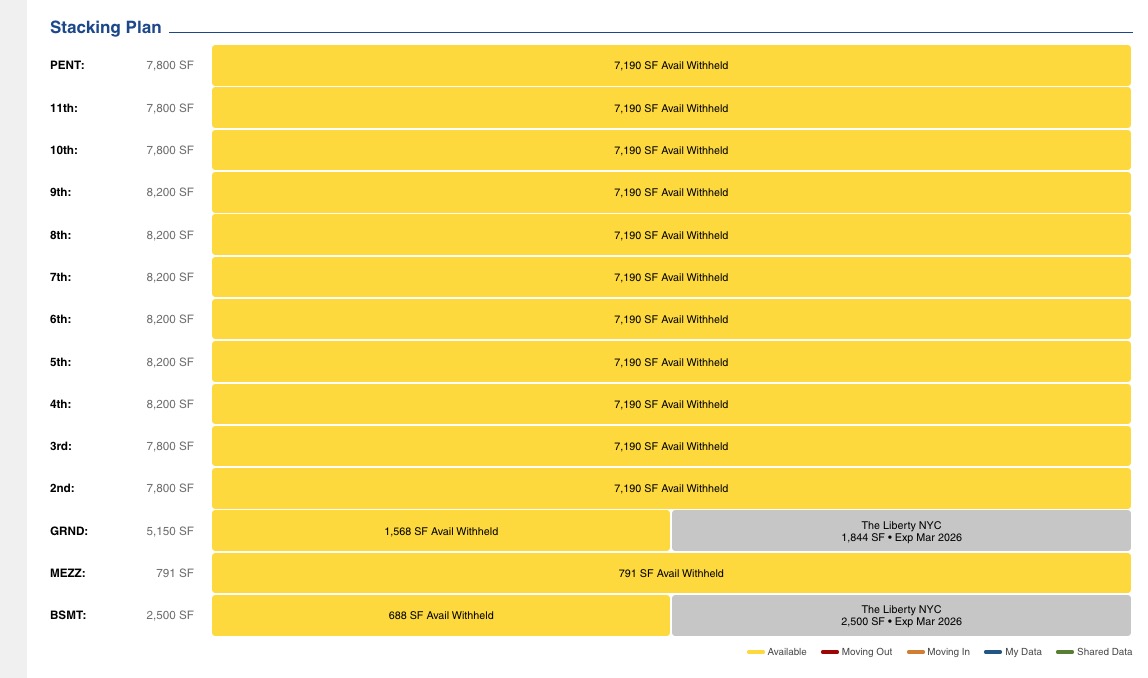 Stacking Plan
PENT: 7,800 SF 7,190 SF Avail Withheld
11th: 7,800 SF 7,190 SF Avail Withheld
10th: 7,800 SF 7,190 SF Avail Withheld
9th: 8,200 SF 7,190 SF Avail Withheld
8th: 8,200 SF 7,190 SF Avail Withheld
7th: 8,200 SF 7,190 SF Avail Withheld
6th: 8,200 SF 7,190 SF Avail Withheld
5th: 8,200 SF 7,190 SF Avail Withheld
4th: 8,200 SF 7,190 SF Avail Withheld
3rd: 7,800 SF 7,190 SF Avail Withheld
2nd: 7,800 SF 7,190 SF Avail Withheld
GRND: 5,150 SF 1,568 SF Avail Withheld
The Liberty NYC
1,844 SF • Exp Mar 2026
MEZZ: 791 SF 791 SF Avail Withheld
BSMT: 2,500 SF 688 SF Avail Withheld
The Liberty NYC
2,500 SF • Exp Mar 2026
Available Moving Out Moving In My Data Shared Data